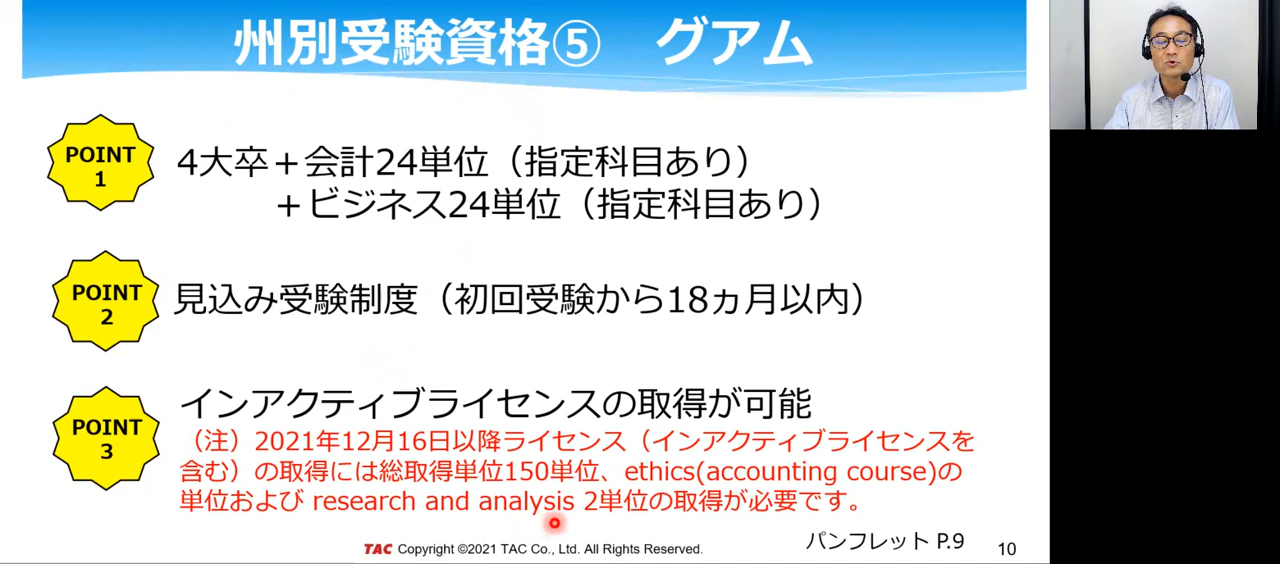 州別受験資格⑤　グアム
POINT
1
4大卒＋会計24単位（指定科目あり）
＋ビジネス24単位（指定科目あり）
POINT
2
見込み受験制度（初回受験から18ヵ月以内）
POINT
3
インアクティブライセンスの取得が可能
（注）2021年12月16日以降ライセンス（インアクティブライセンスを
含む）の取得には総取得単位150単位、ethics(accounting course)の
単位および research and analysis 2単位の取得が必要です。
パンフレット P.9
TAC Copyright ©2021 TAC Co., Ltd. All Rights Reserved.
10